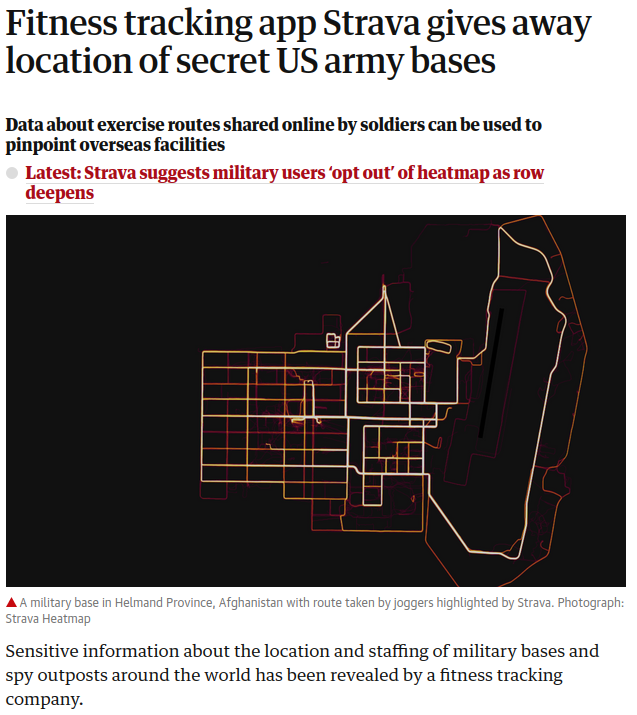 Fitness tracking app Strava gives away
location of secret US army bases
Data about exercise routes shared online by soldiers can be used to
pinpoint overseas facilities
Latest: Strava suggests military users ‘opt out’ of heatmap as row
deepens
A military base in Helmand Province, Afghanistan with route taken by joggers highlighted by Strava. Photograph:
Strava Heatmap
Sensitive information about the location and staffing of military bases and
spy outposts around the world has been revealed by a fitness tracking
company.